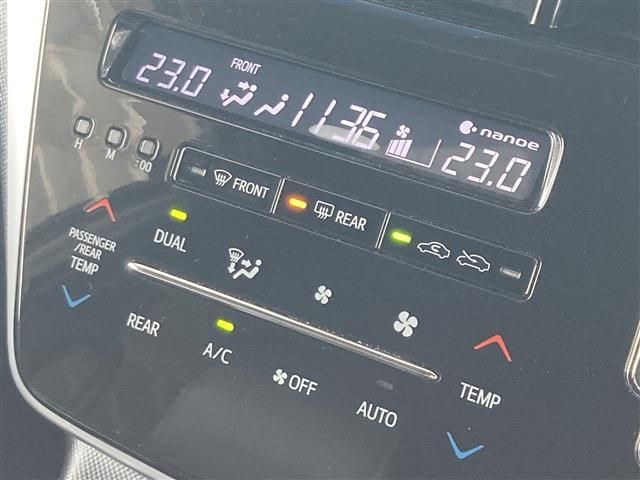 FRONT
23.0 11 36 nanoe 23.0
H M :00
FRONT REAR
PASSENGER
/REAR
TEMP
DUAL
REAR A/C OFF AUTO TEMP